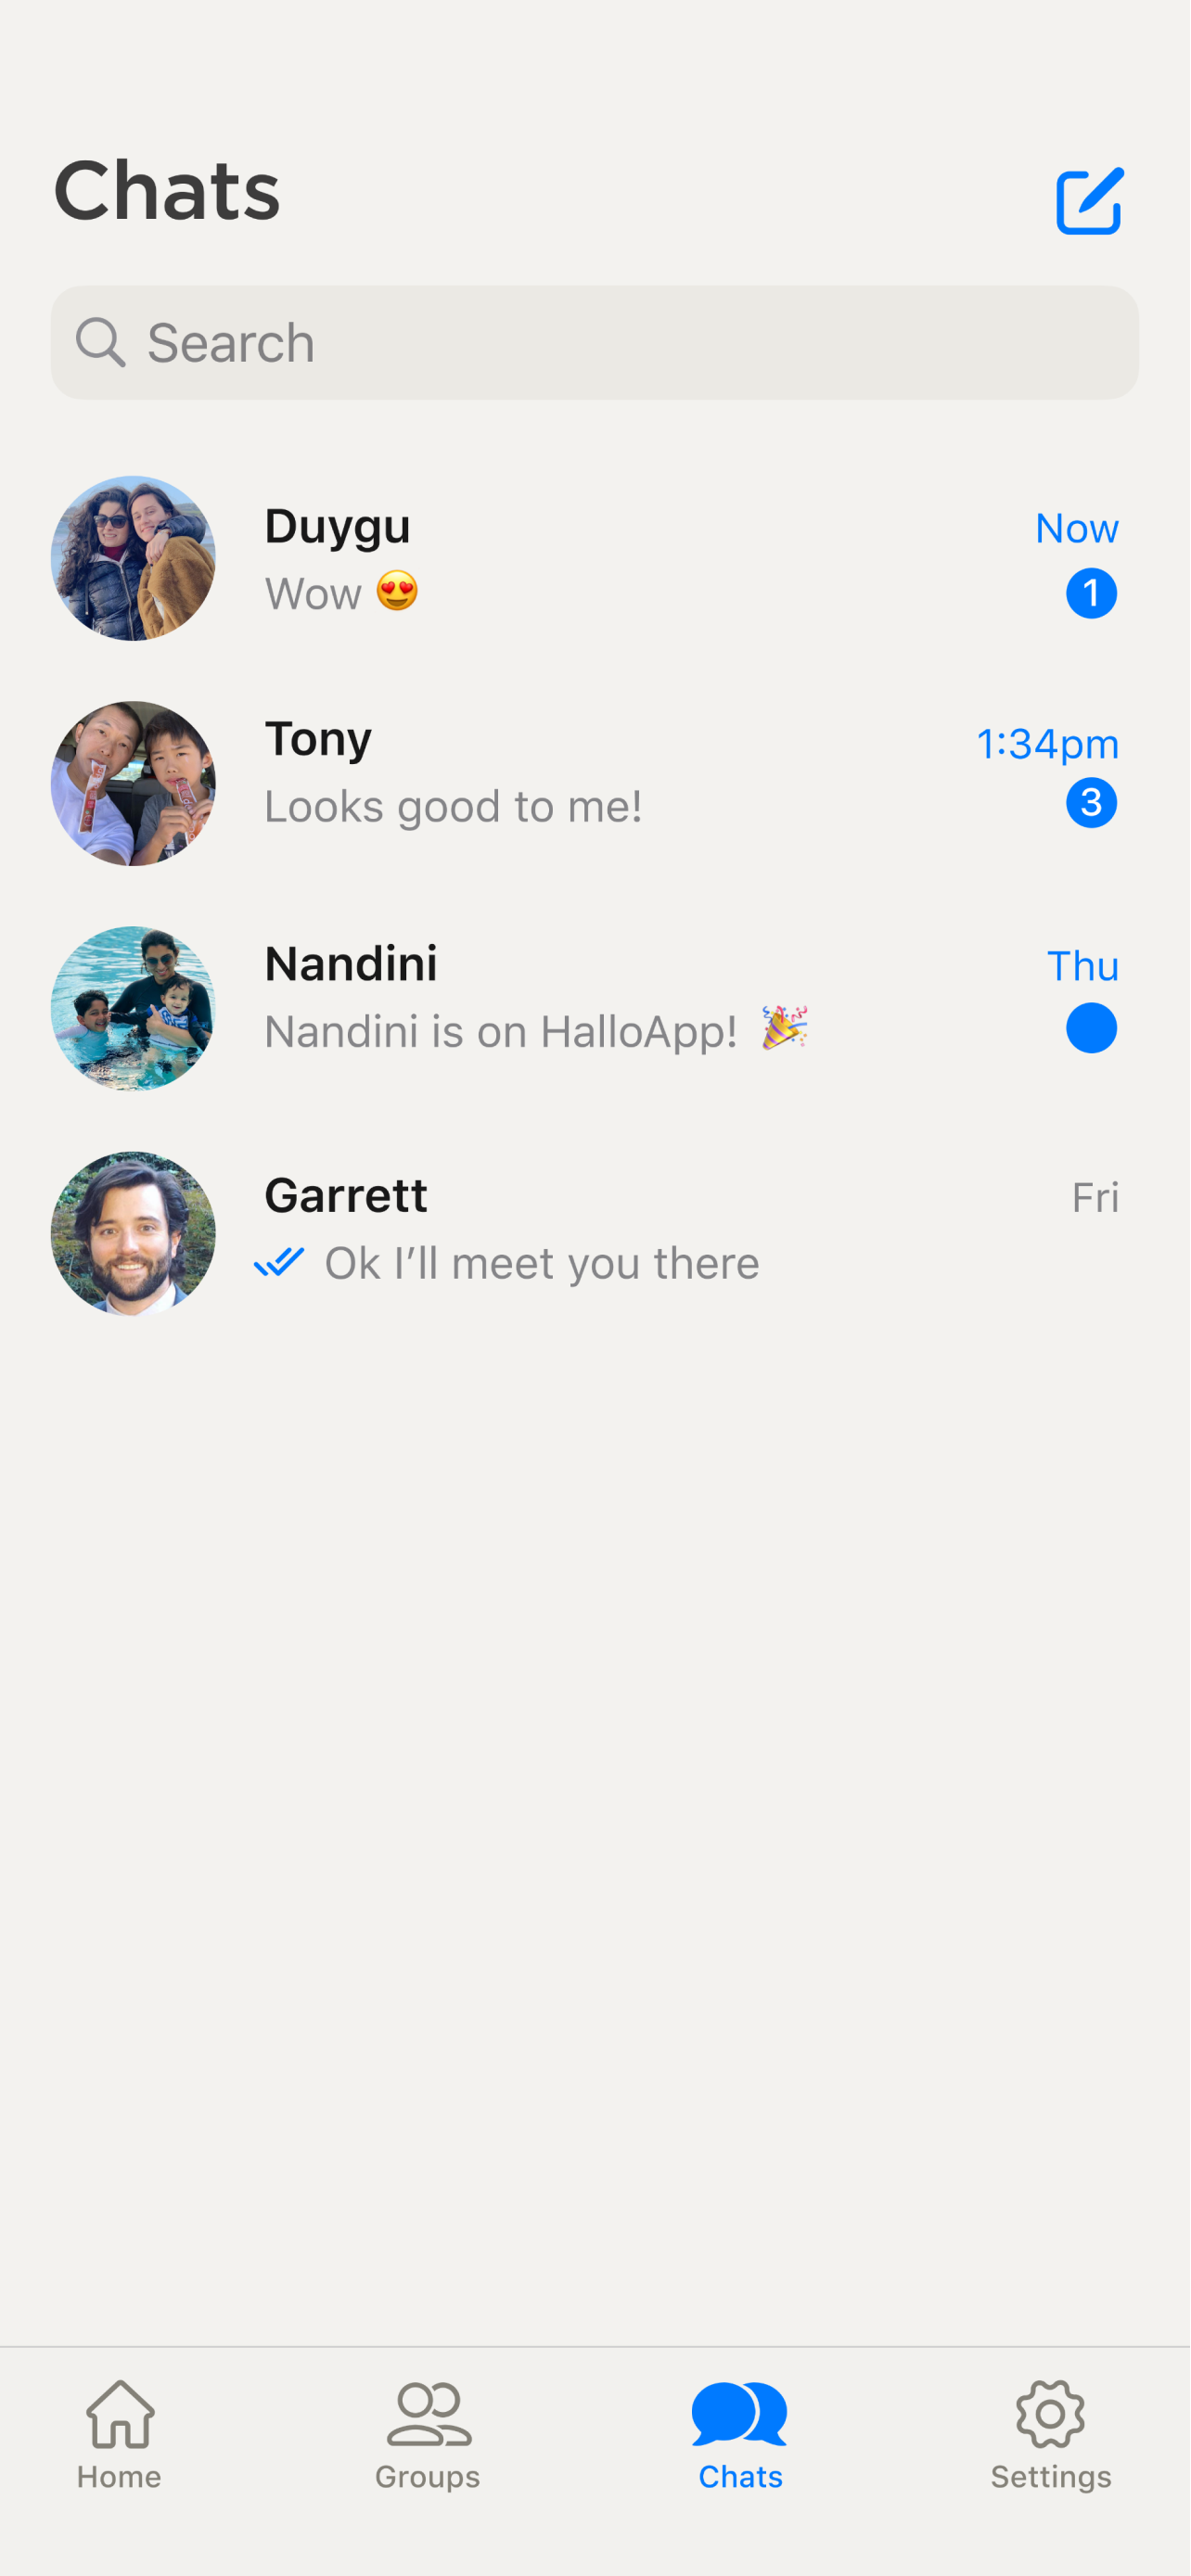 Chats
Search
Duygu
Now
Wow 😍
1
Tony
1:34pm
Looks good to me!
3
Nandini
Thu
Nandini is on HalloApp! 🎉
Garrett
Fri
Ok I’ll meet you there
Home
Groups
Chats
Settings